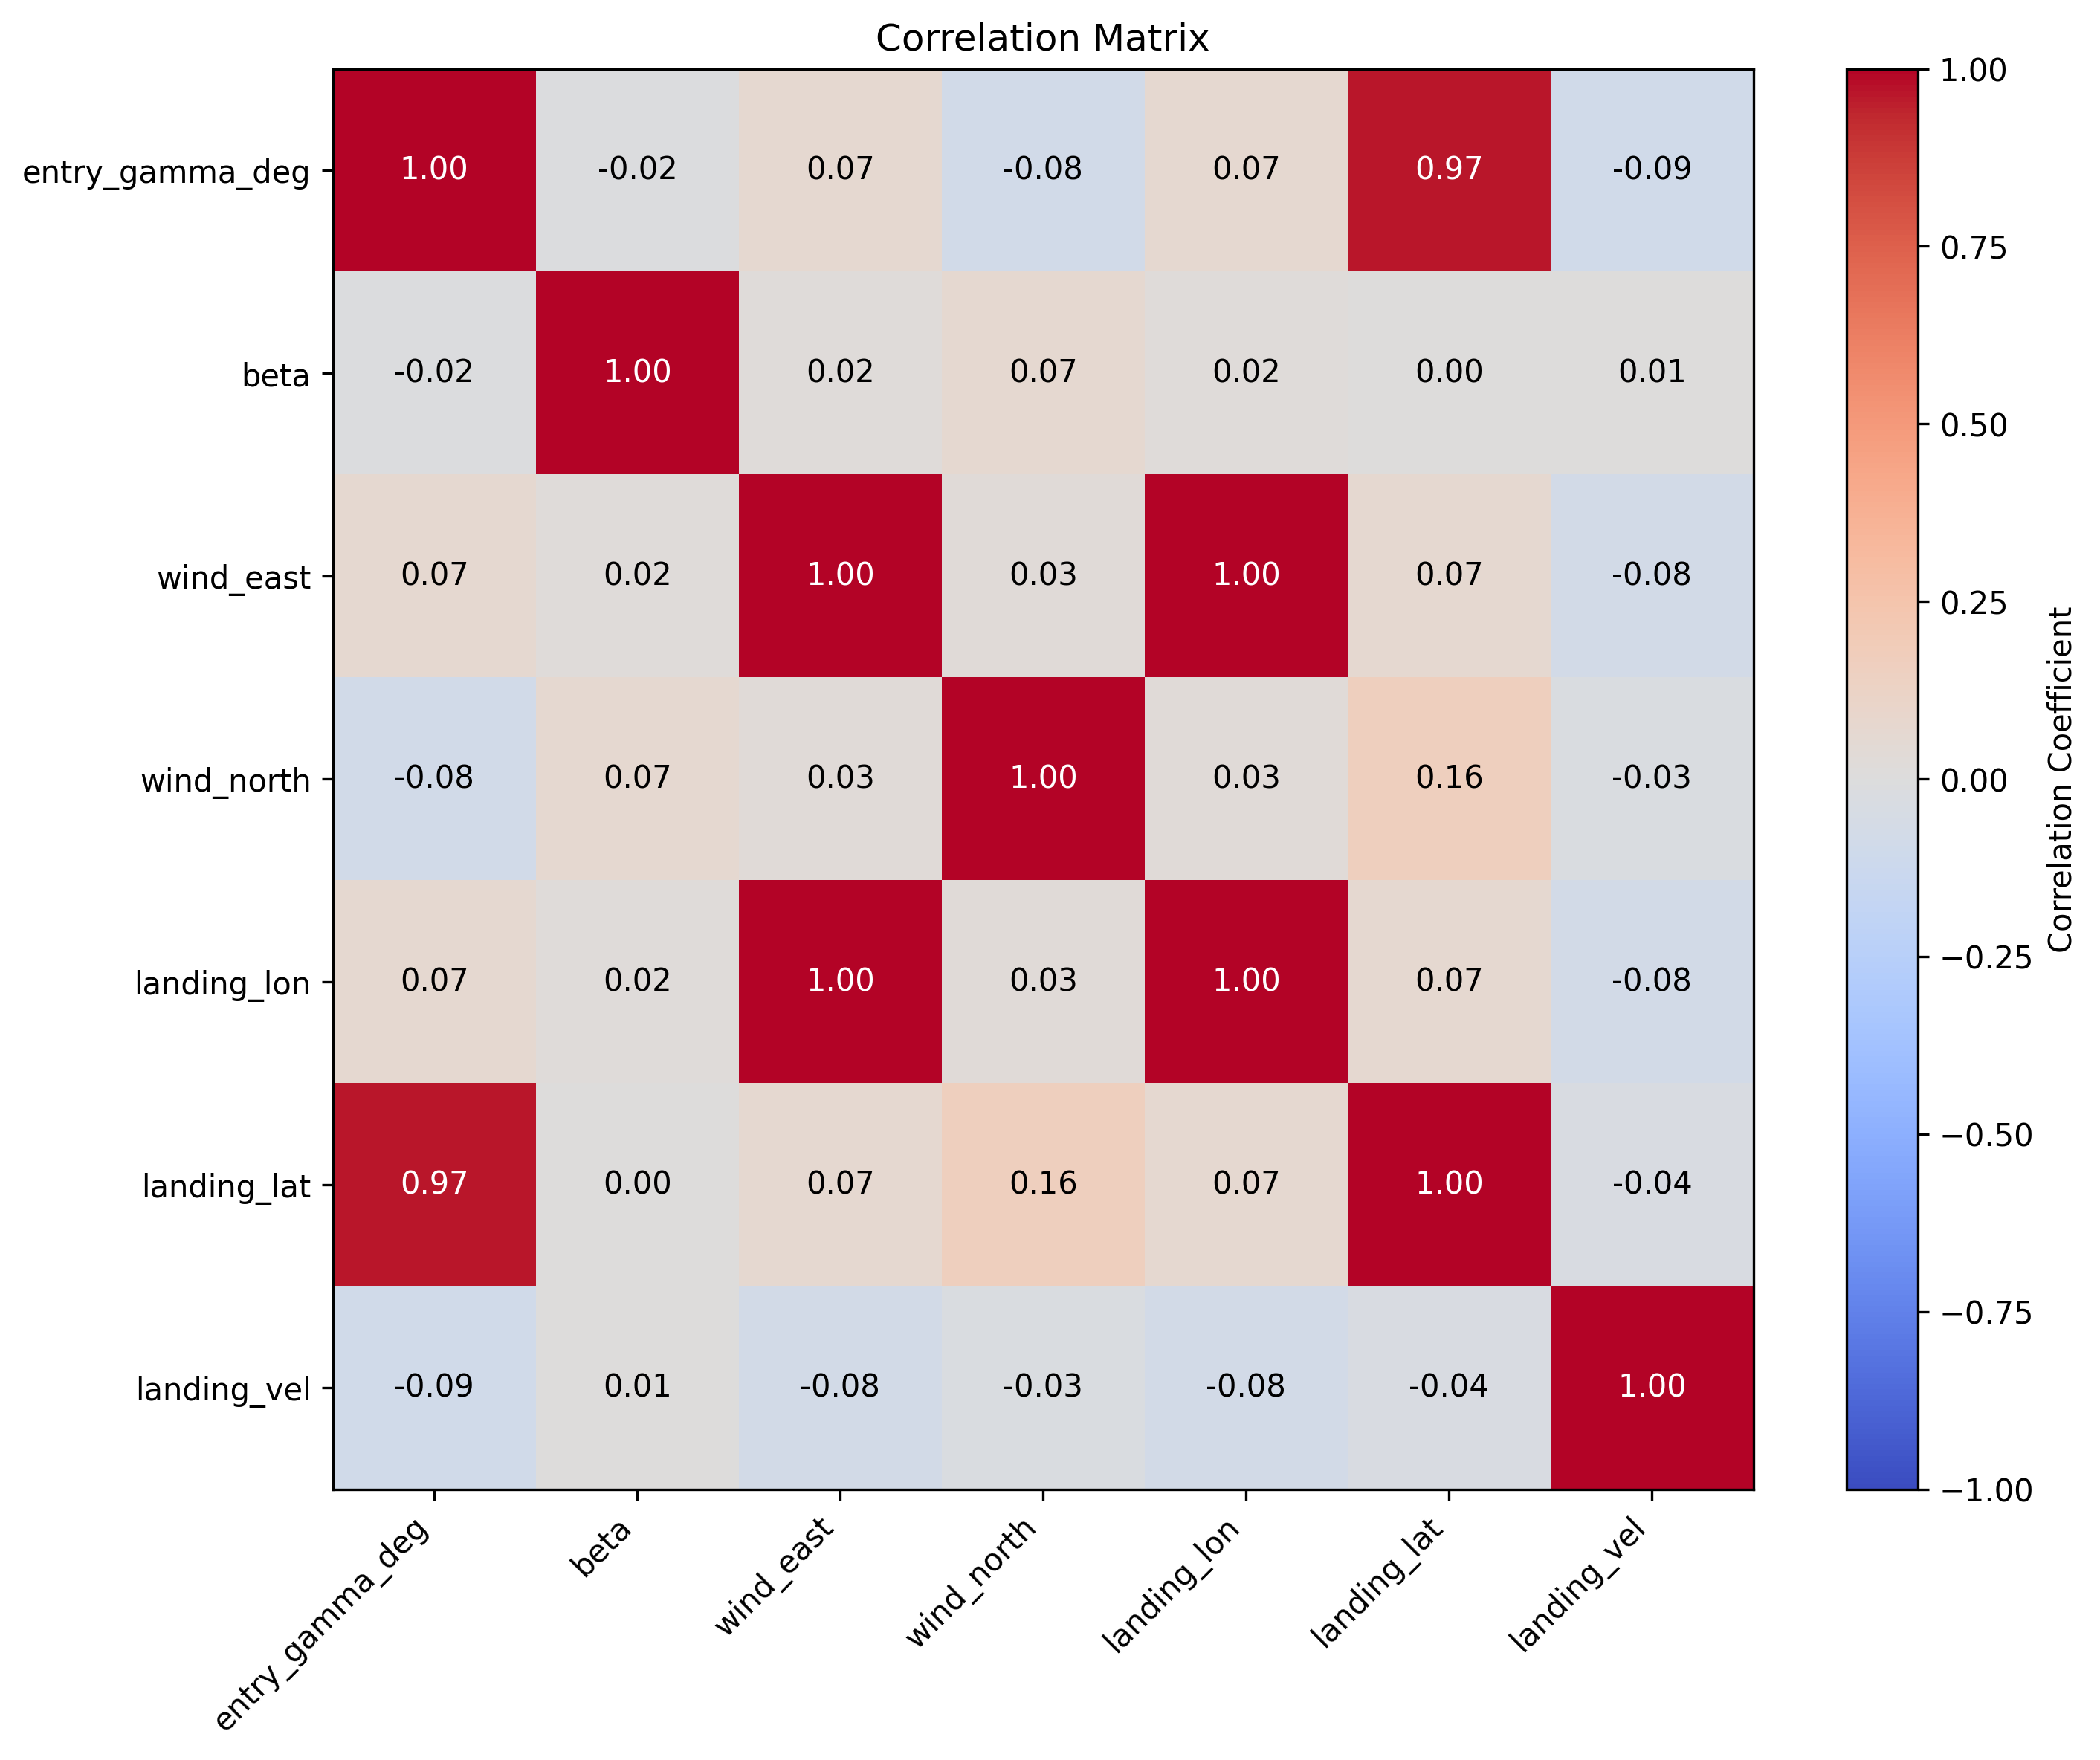 Correlation Matrix
entry_gamma_deg 1.00 -0.02 0.07 -0.08 0.07 0.97 -0.09
beta -0.02 1.00 0.02 0.07 0.02 0.00 0.01
wind_east 0.07 0.02 1.00 0.03 1.00 0.07 -0.08
wind_north -0.08 0.07 0.03 1.00 0.03 0.16 -0.03
landing_lon 0.07 0.02 1.00 0.03 1.00 0.07 -0.08
landing_lat 0.97 0.00 0.07 0.16 0.07 1.00 -0.04
landing_vel -0.09 0.01 -0.08 -0.03 -0.08 -0.04 1.00
entry_gamma_deg beta wind_east wind_north landing_lon landing_lat landing_vel
1.00
0.75
0.50
0.25
0.00
−0.25
−0.50
−0.75
−1.00
Correlation Coefficient